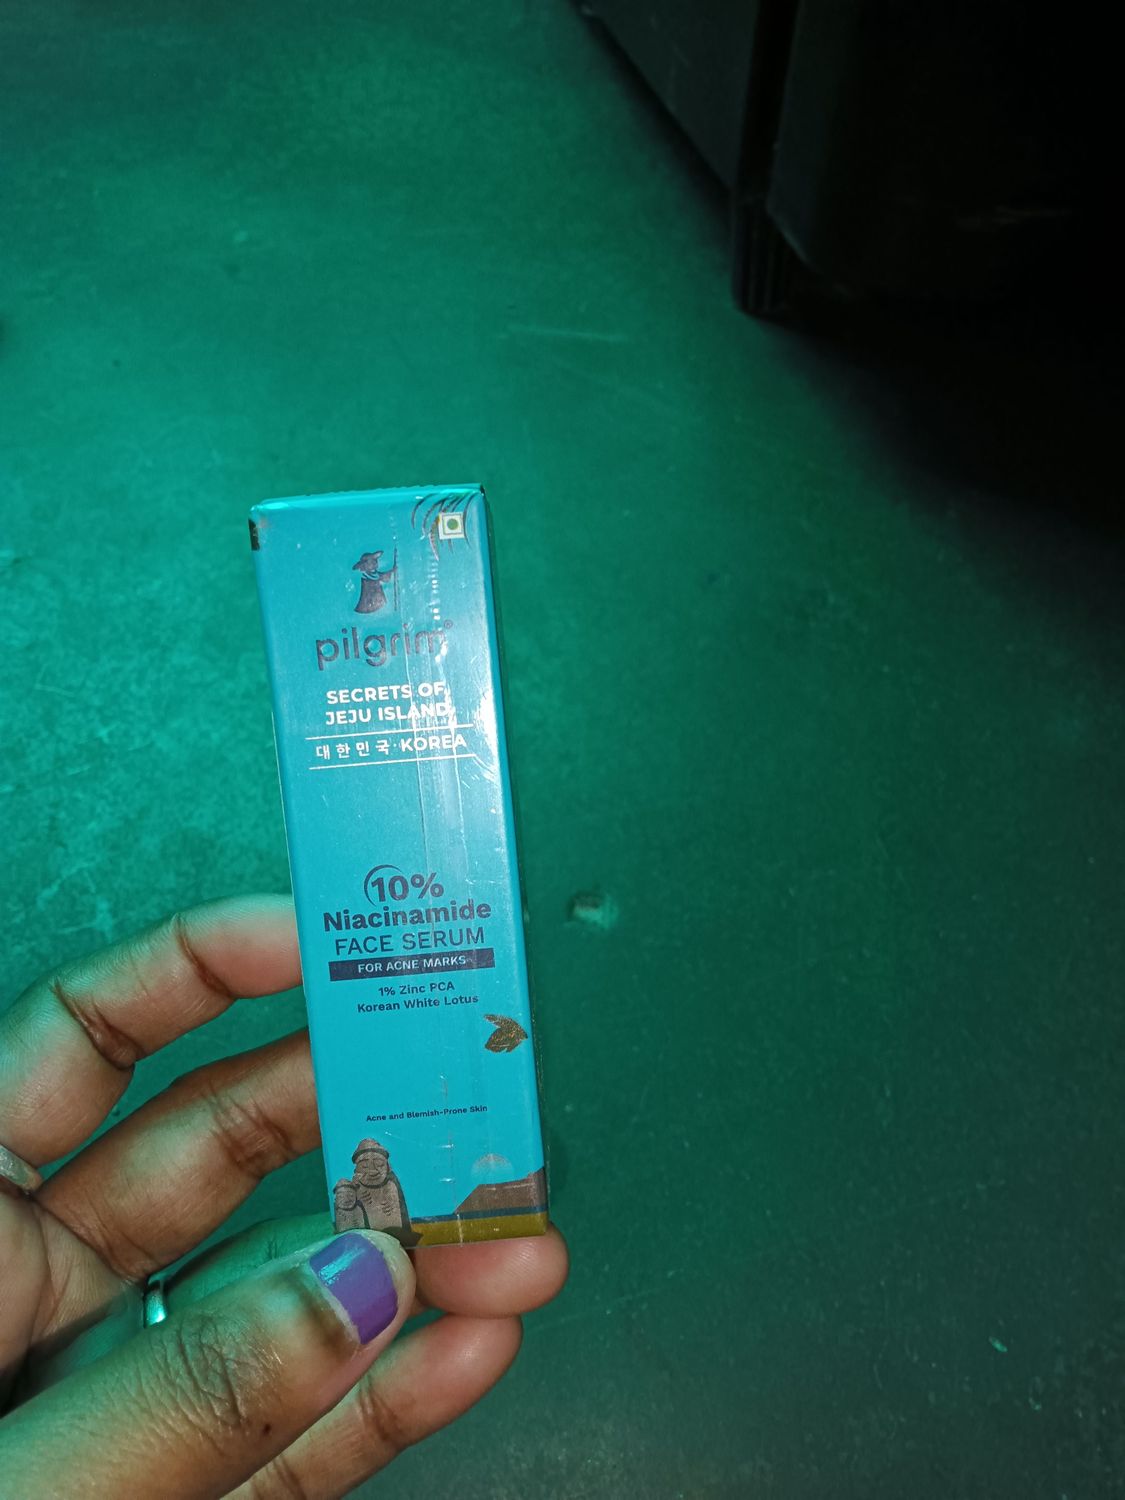 pilgrim®
SECRETS OF
JEJU ISLAND
대한민국·KOREA
10%
Niacinamide
FACE SERUM
FOR ACNE MARKS
1% Zinc PCA
Korean White Lotus
Acne and Blemish-Prone Skin